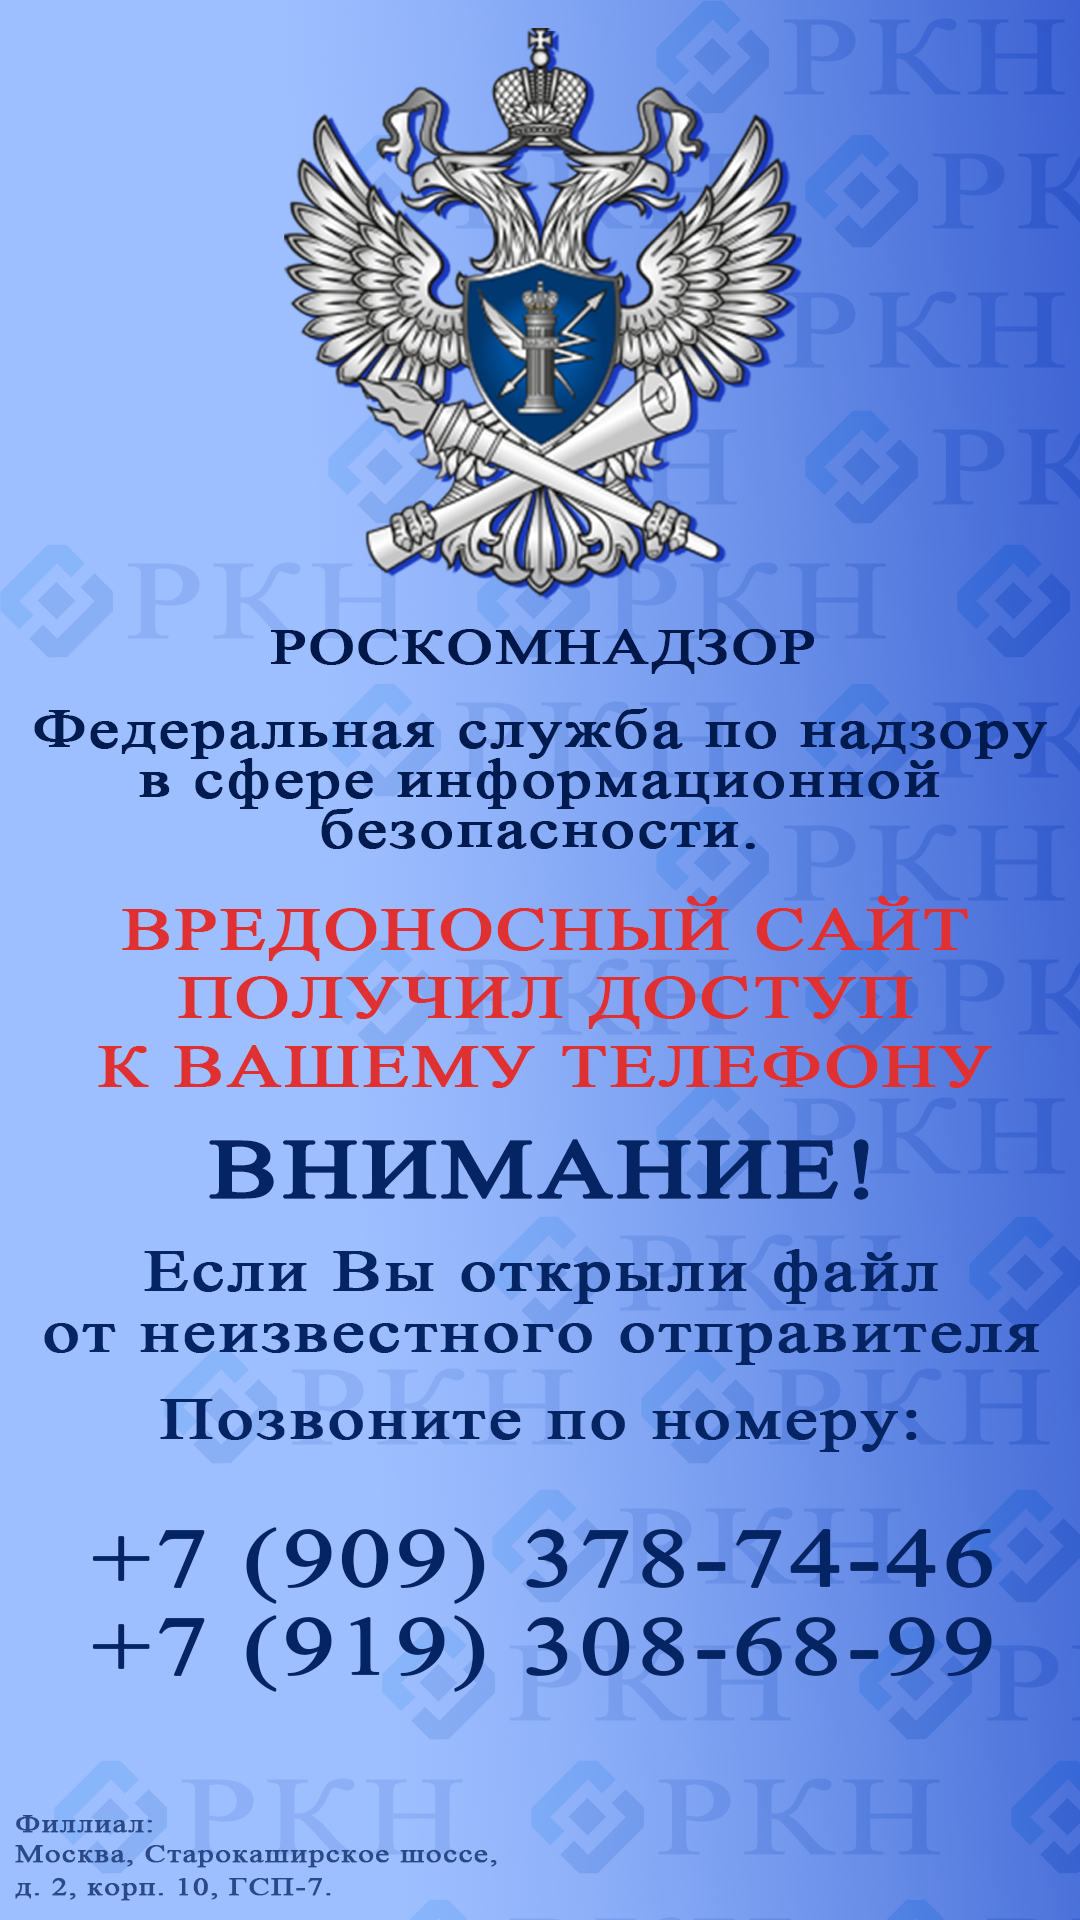 РОСКОМНАДЗОР
Федеральная служба по надзору
в сфере информационной
безопасности.
ВРЕДОНОСНЫЙ САЙТ
ПОЛУЧИЛ ДОСТУП
К ВАШЕМУ ТЕЛЕФОНУ
ВНИМАНИЕ!
Если Вы открыли файл
от неизвестного отправителя
Позвоните по номеру:
+7 (909) 378-74-46
+7 (919) 308-68-99
Филлиал:
Москва, Старокаширское шоссе,
д. 2, корп. 10, ГСП-7.
РКН